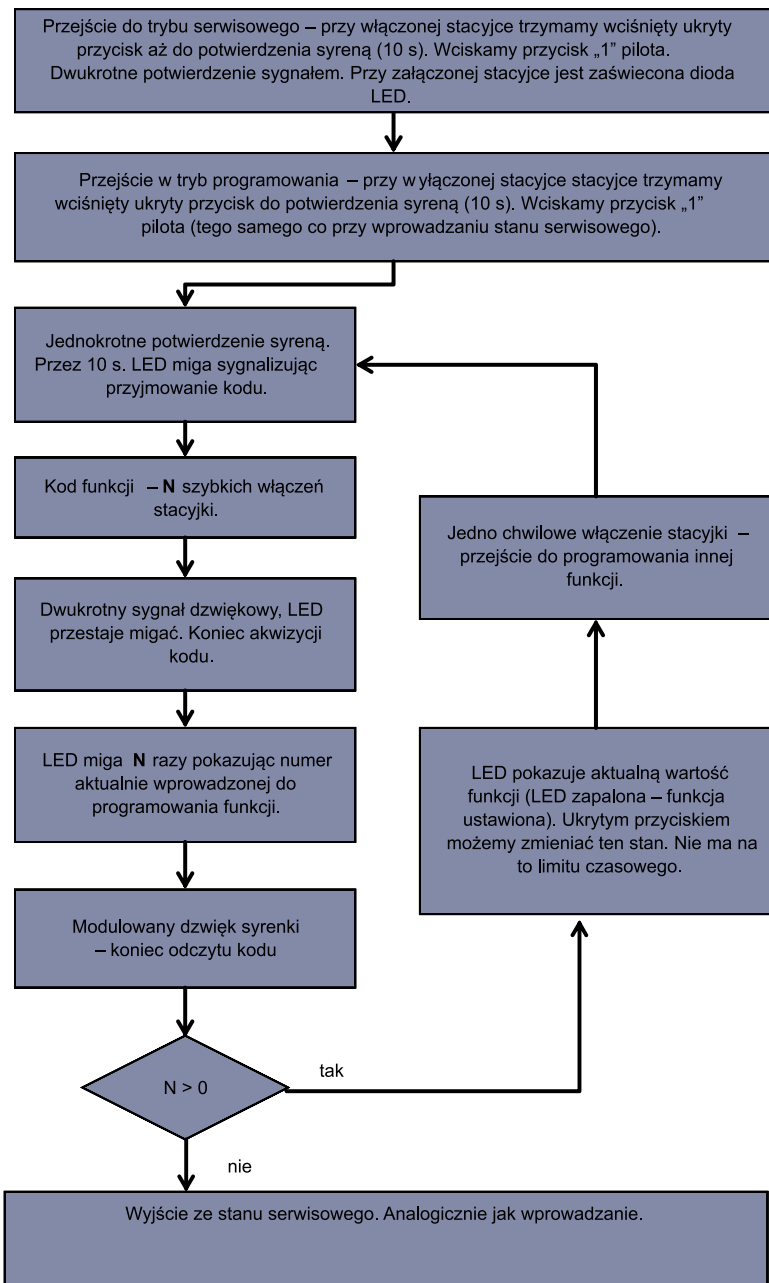 Przejście do trybu serwisowego – przy włączonej stacyjce trzymamy wciśnięty ukryty
przycisk aż do potwierdzenia syreną (10 s). Wciskamy przycisk „1” pilota.
Dwukrotne potwierdzenie sygnałem. Przy załączonej stacyjce jest zaświecona dioda
LED.
Przejście w tryb programowania – przy wyłączonej stacyjce stacyjce trzymamy
wciśnięty ukryty przycisk do potwierdzenia syreną (10 s). Wciskamy przycisk „1”
pilota (tego samego co przy wprowadzaniu stanu serwisowego).
Jednokrotne potwierdzenie syreną.
Przez 10 s. LED miga sygnalizując
przyjmowanie kodu.
Kod funkcji – N szybkich włączeń
stacyjki.
Dwukrotny sygnał dzwiękowy, LED
przestaje migać. Koniec akwizycji
kodu.
LED miga N razy pokazując numer
aktualnie wprowadzonej do
programowania funkcji.
Modulowany dzwięk syrenki
– koniec odczytu kodu
N > 0
tak
LED pokazuje aktualną wartość
funkcji (LED zapalona – funkcja
ustawiona). Ukrytym przyciskiem
możemy zmieniać ten stan. Nie ma na
to limitu czasowego.
Jedno chwilowe włączenie stacyjki –
przejście do programowania innej
funkcji.
nie
Wyjście ze stanu serwisowego. Analogicznie jak wprowadzanie.